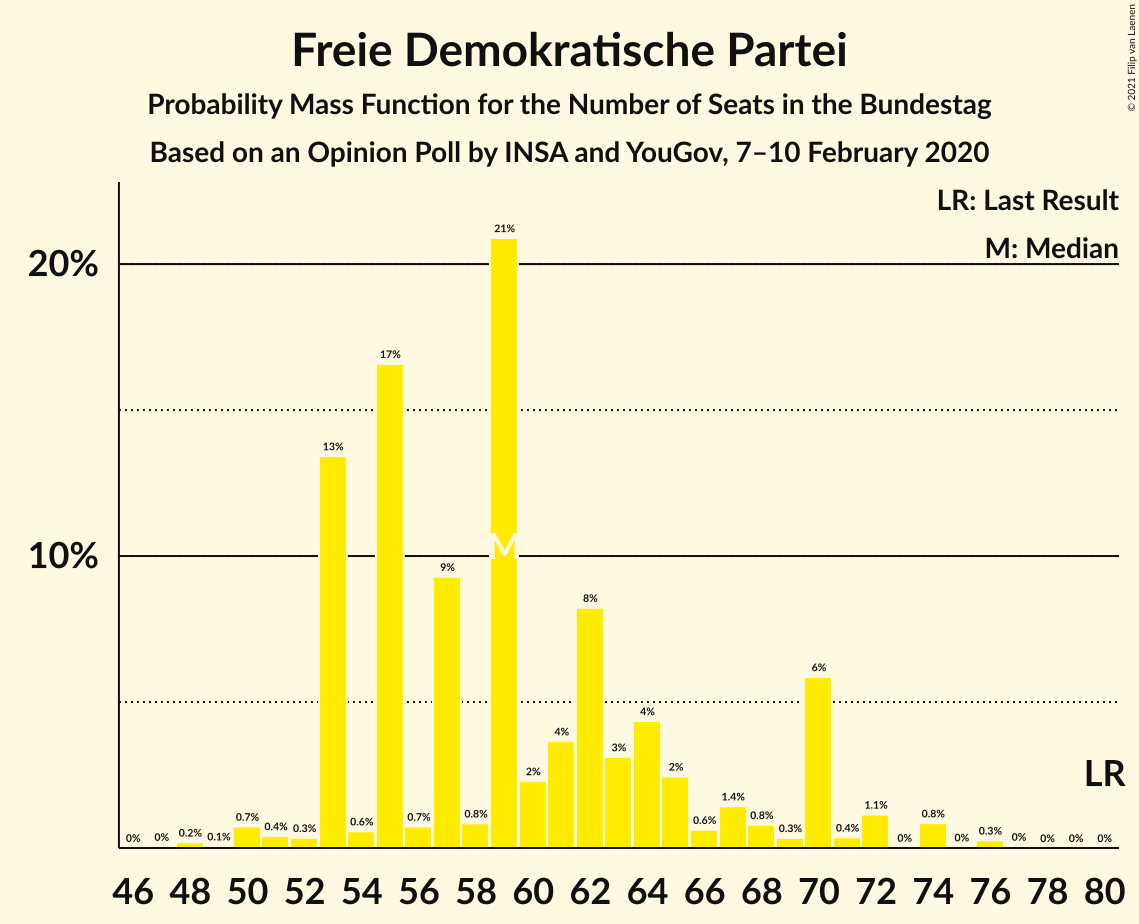 Freie Demokratische Partei
Probability Mass Function for the Number of Seats in the Bundestag
Based on an Opinion Poll by INSA and YouGov, 7–10 February 2020
© 2021 Filip van Laenen
LR: Last Result
M: Median
20%
10%
0% 0% 0.2% 0.1% 0.7% 0.4% 0.3% 13% 0.6% 17% 0.7% 9% 0.8% 21% 2% 4% 8% 3% 4% 2% 0.6% 1.4% 0.8% 0.3% 6% 0.4% 1.1% 0% 0.8% 0% 0.3% 0% 0% 0% 0%
M
LR
46 48 50 52 54 56 58 60 62 64 66 68 70 72 74 76 78 80